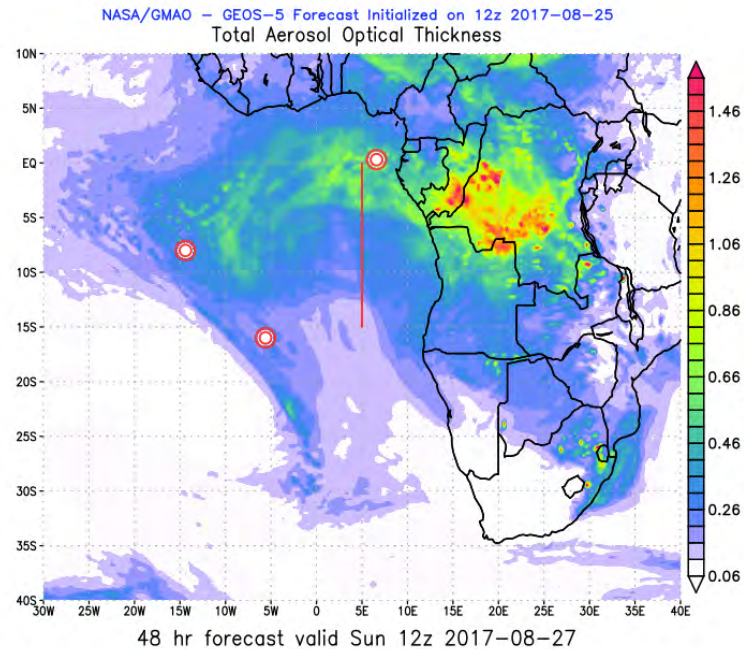 NASA/GMAO - GEOS-5 Forecast Initialized on 12z 2017-08-25
Total Aerosol Optical Thickness
10N
5N
EQ
5S
10S
15S
20S
25S
30S
35S
40S
30W 25W 20W 15W 10W 5W 0 5E 10E 15E 20E 25E 30E 35E 40E
1.46
1.26
1.06
0.86
0.66
0.46
0.26
0.06
48 hr forecast valid Sun 12z 2017-08-27